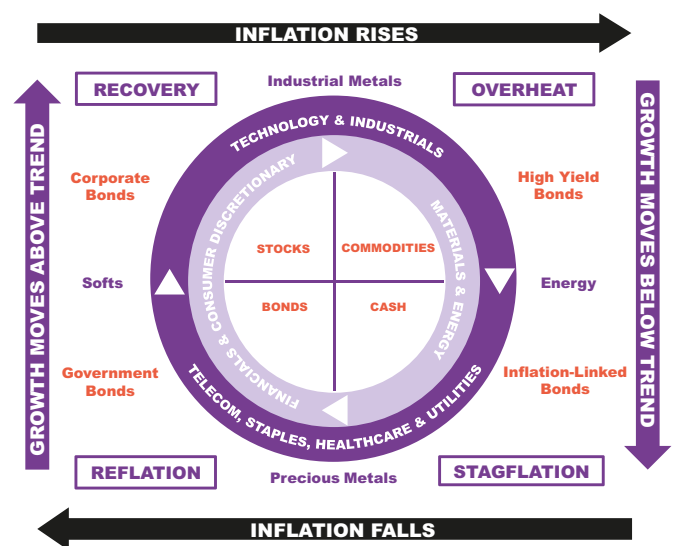 INFLATION RISES
RECOVERY
Industrial Metals
OVERHEAT
GROWTH MOVES ABOVE TREND
GROWTH MOVES BELOW TREND
TECHNOLOGY & INDUSTRIALS
FINANCIALS & CONSUMER DISCRETIONARY
MATERIALS & ENERGY
Corporate
Bonds
High Yield
Bonds
STOCKS
COMMODITIES
Softs
Energy
BONDS
CASH
Government
Bonds
Inflation-Linked
Bonds
TELECOM, STAPLES, HEALTHCARE & UTILITIES
REFLATION
Precious Metals
STAGFLATION
INFLATION FALLS